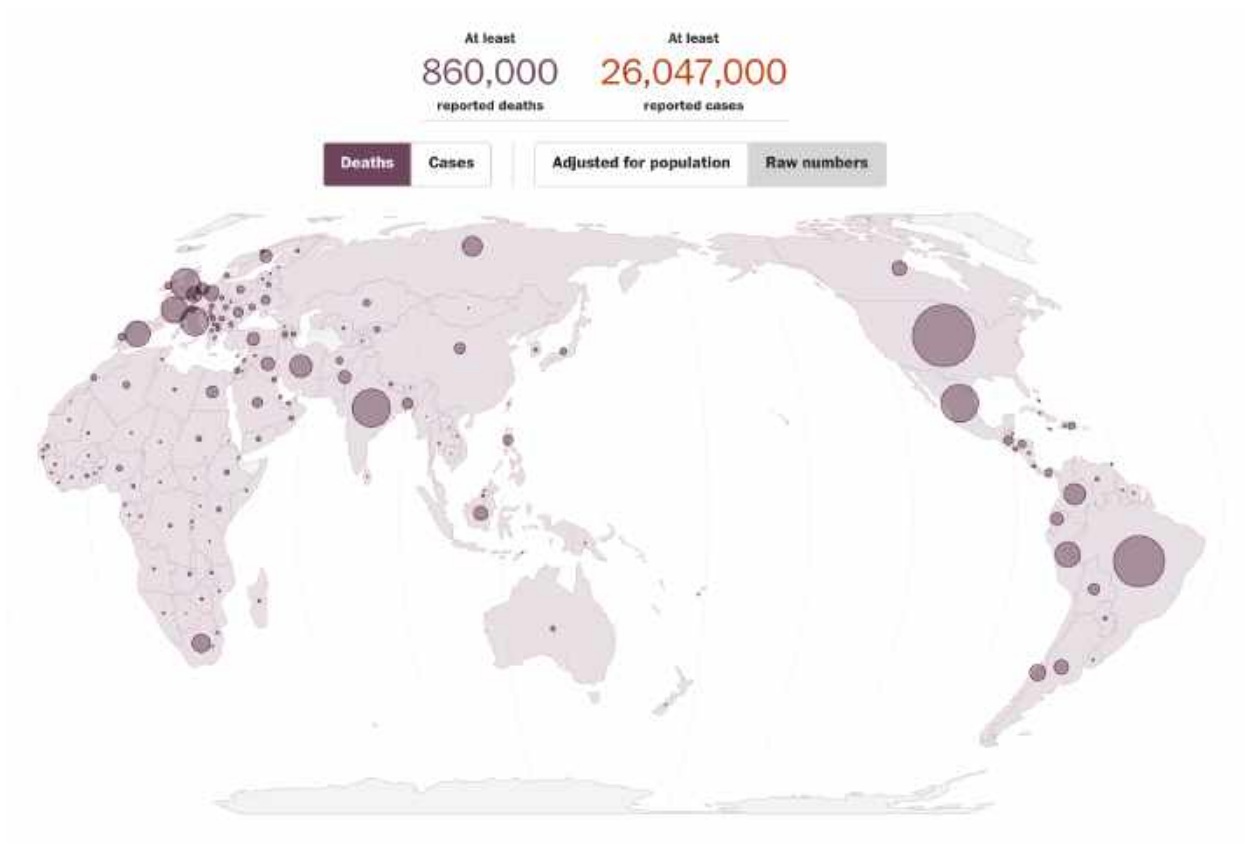 At least At least
860,000 26,047,000
reported deaths reported cases
Deaths Cases Adjusted for population Raw numbers